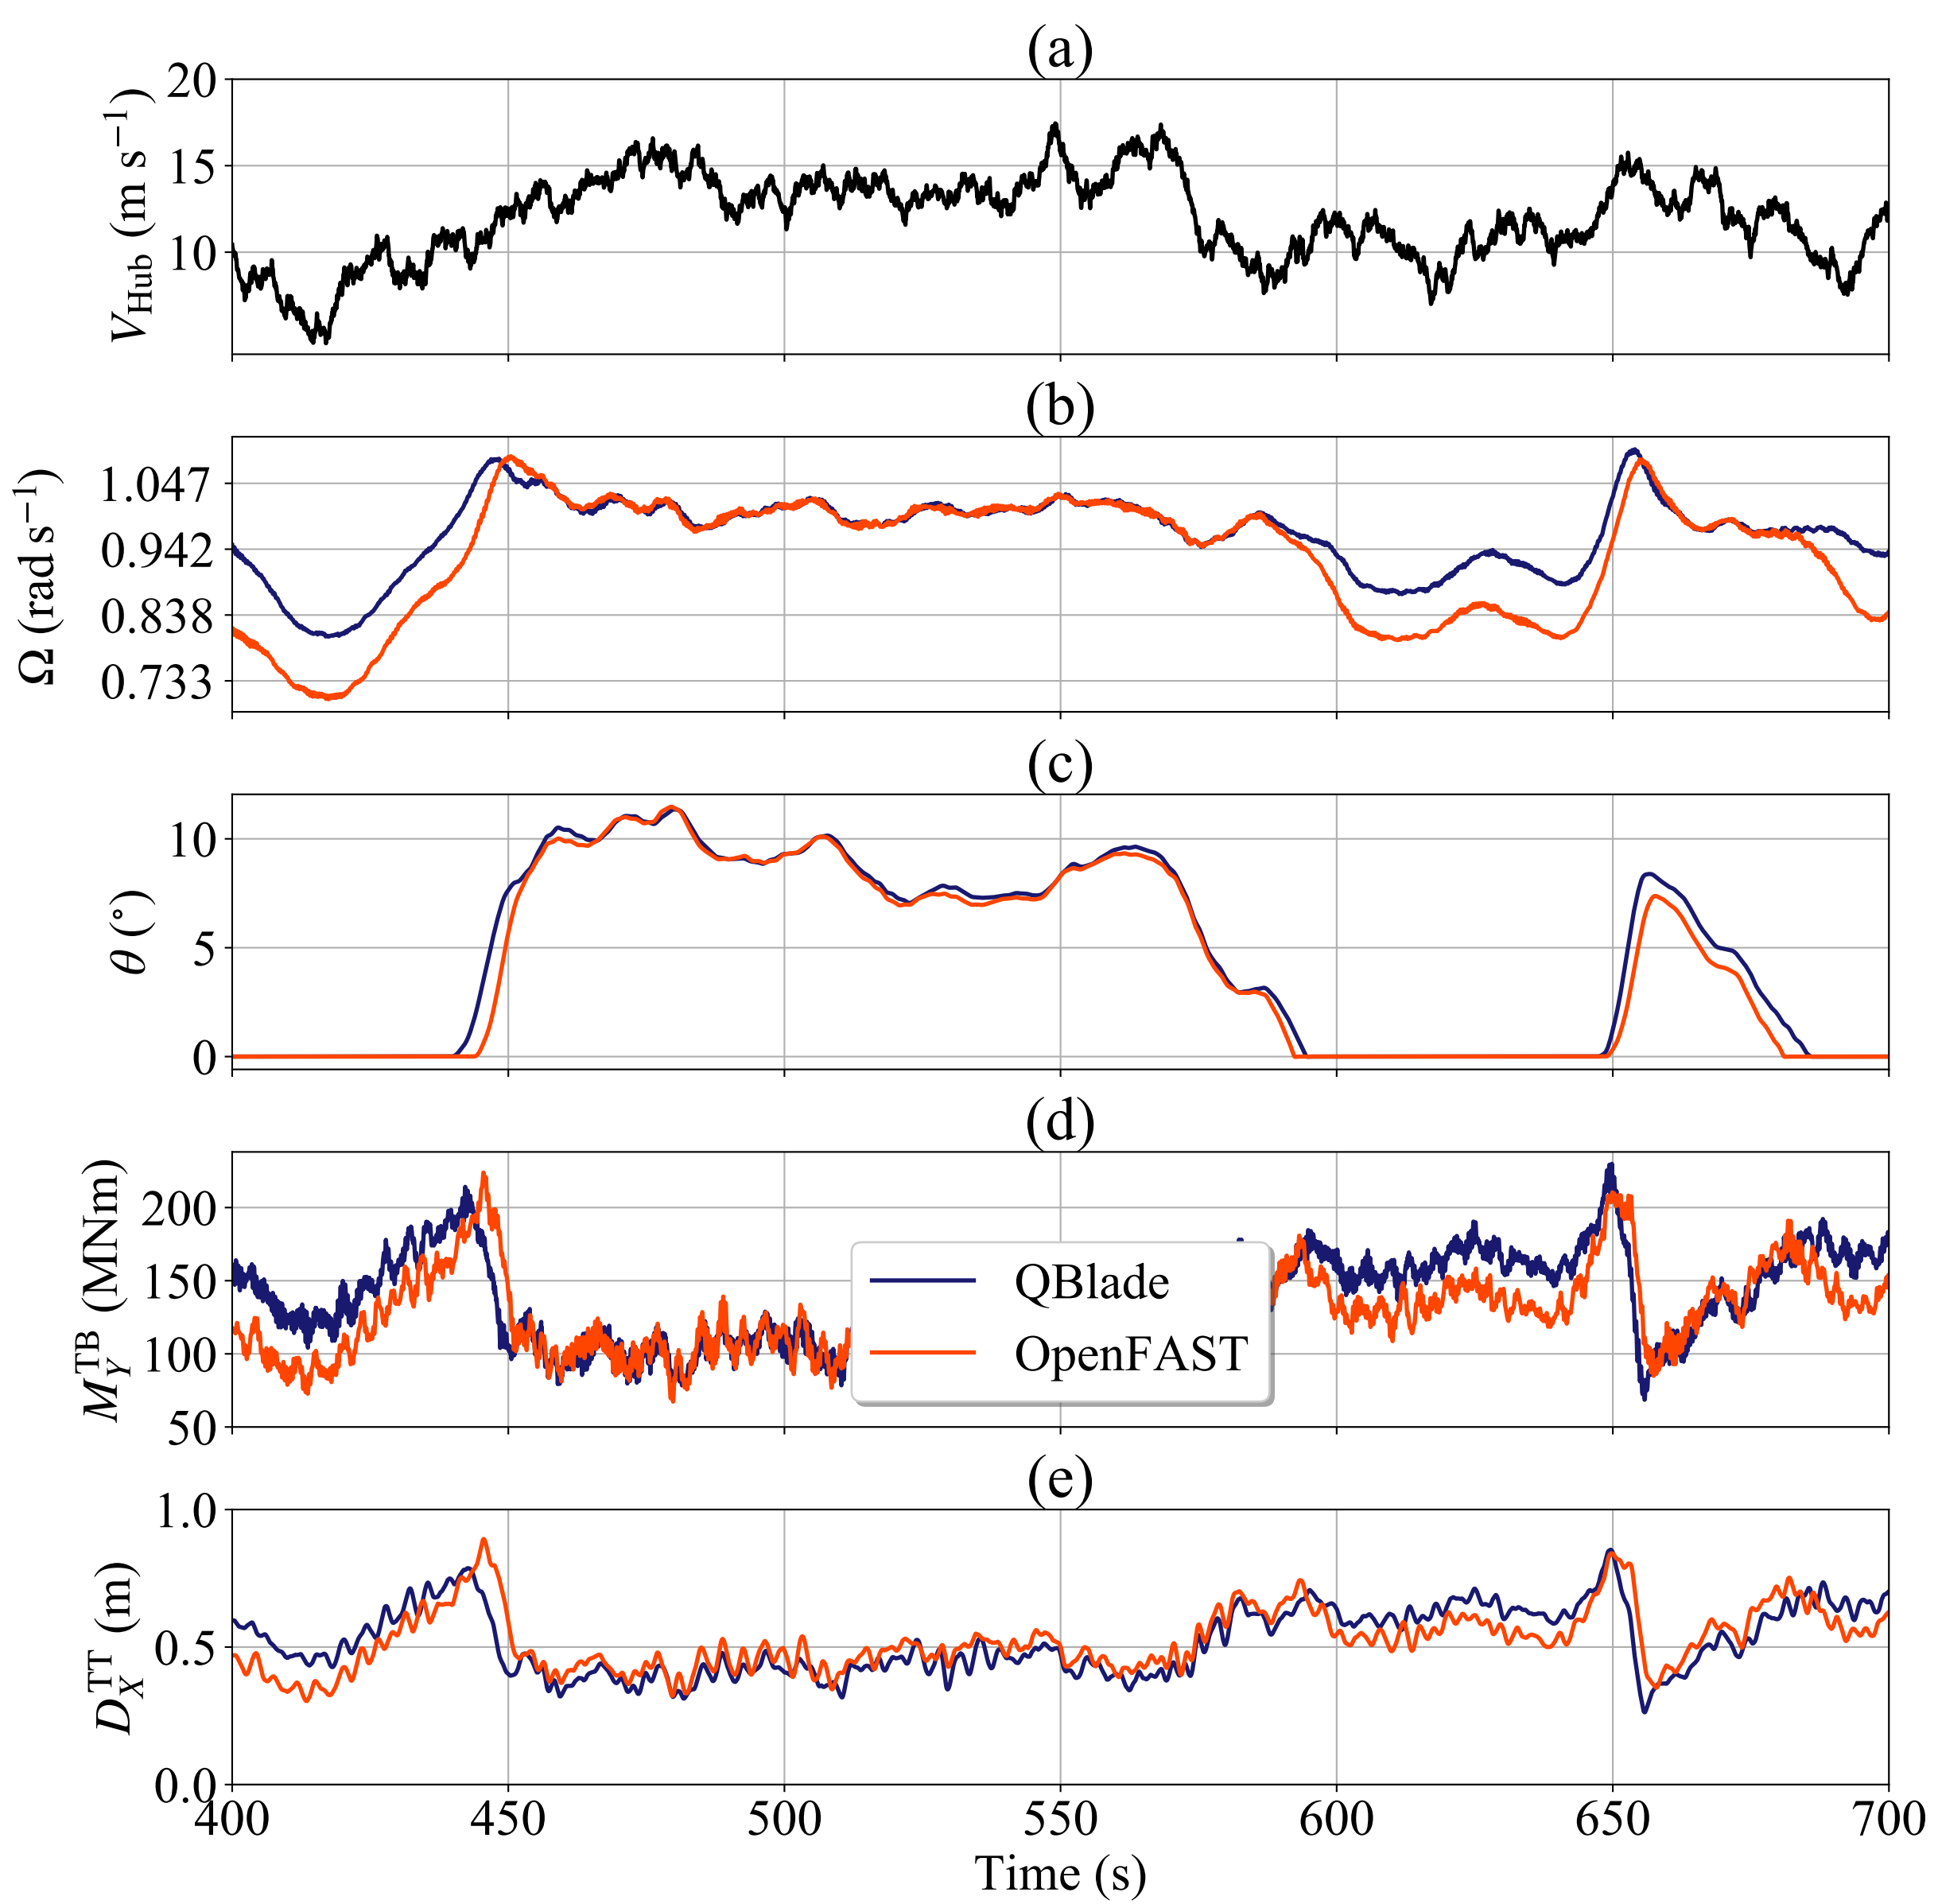 (a)
20
15
10
V_Hub (m s⁻¹)
(b)
1.047
0.942
0.838
0.733
Ω (rad s⁻¹)
(c)
10
5
0
θ (°)
(d)
200
150
100
50
M_Y^TB (MNm)
QBlade
OpenFAST
(e)
1.0
0.5
0.0
D_X^TT (m)
400 450 500 550 600 650 700
Time (s)